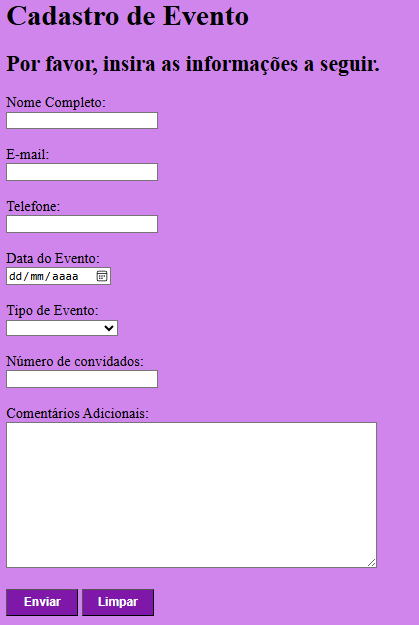 Cadastro de Evento
Por favor, insira as informações a seguir.
Nome Completo:
E-mail:
Telefone:
Data do Evento:
dd/mm/aaaa
Tipo de Evento:
Número de convidados:
Comentários Adicionais:
Enviar Limpar